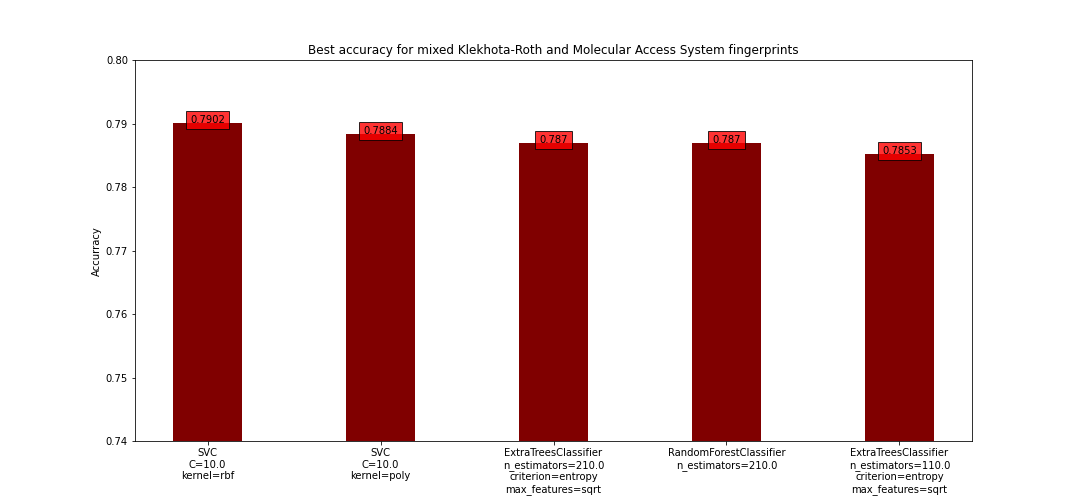 Best accuracy for mixed Klekhota-Roth and Molecular Access System fingerprints
0.80
0.79
0.78
0.77
0.76
0.75
0.74
Accurracy
0.7902
0.7884
0.787
0.787
0.7853
SVC
C=10.0
kernel=rbf
SVC
C=10.0
kernel=poly
ExtraTreesClassifier
n_estimators=210.0
criterion=entropy
max_features=sqrt
RandomForestClassifier
n_estimators=210.0
ExtraTreesClassifier
n_estimators=110.0
criterion=entropy
max_features=sqrt